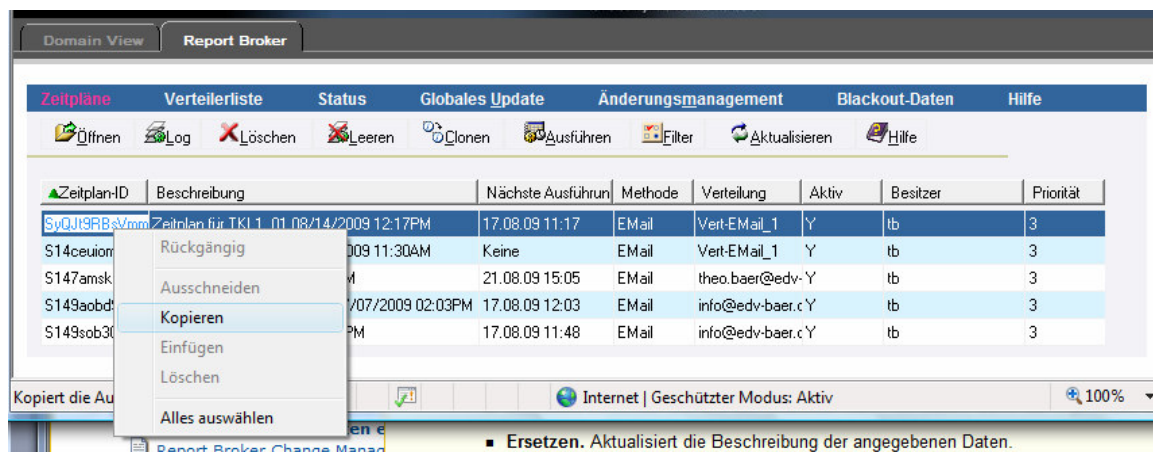 Domain View Report Broker
Zeitpläne Verteilerliste Status Globales Update Änderungsmanagement Blackout-Daten Hilfe
Öffnen Log Löschen Leeren Clonen Ausführen Filter Aktualisieren Hilfe
Zeitplan-ID Beschreibung Nächste Ausführun Methode Verteilung Aktiv Besitzer Priorität
Zeitplan für TKL1_01 08/14/2009 12:17PM 17.08.09 11:17 EMail Vert-EMail_1 Y tb 3
S14ceuion 009 11:30AM Keine EMail Vert-EMail_1 Y tb 3
S147amsk 21.08.09 15:05 EMail theo.baer@edv- Y tb 3
S149aobd /07/2009 02:03PM 17.08.09 12:03 EMail info@edv-baer.c Y tb 3
S149sob30 PM 17.08.09 11:48 EMail info@edv-baer.c Y tb 3
Rückgängig
Ausschneiden
Kopieren
Einfügen
Löschen
Alles auswählen
Kopiert die Au Internet | Geschützter Modus: Aktiv 100%
en e
Report Broker Change Manag
▪ Ersetzen. Aktualisiert die Beschreibung der angegebenen Daten.